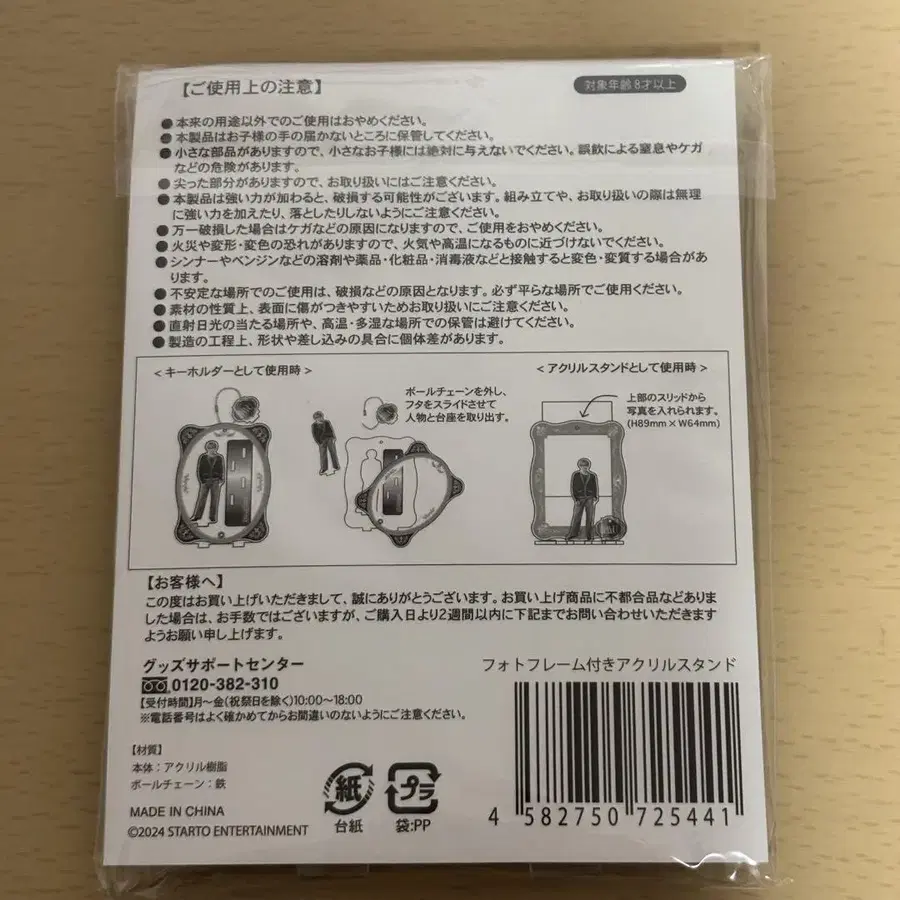 【ご使用上の注意】
対象年齢8才以上
●本来の用途以外でのご使用はおやめください。
●本製品はお子様の手の届かないところに保管してください。
●小さな部品がありますので、小さなお子様には絶対に与えないでください。誤飲による窒息やケガ
などの危険があります。
●尖った部分がありますので、お取り扱いにはご注意ください。
●本製品は強い力が加わると、破損する可能性がございます。組み立てや、お取り扱いの際は無理
に強い力を加えたり、落としたりしないようにご注意ください。
●万一破損した場合はケガなどの原因になりますので、ご使用をおやめください。
●火災や変形・変色の恐れがありますので、火気や高温になるものに近づけないでください。
●シンナーやベンジンなどの溶剤や薬品・化粧品・消毒液などと接触すると変色・変質する場合があ
ります。
●不安定な場所でのご使用は、破損などの原因となります。必ず平らな場所でご使用ください。
●素材の性質上、表面に傷がつきやすいためお取り扱いにご注意ください。
●直射日光の当たる場所や、高温・多湿な場所での保管は避けてください。
●製造の工程上、形状や差し込みの具合に個体差があります。
<キーホルダーとして使用時>
ボールチェーンを外し、
フタをスライドさせて
人物と台座を取り出す。
<アクリルスタンドとして使用時>
上部のスリッドから
写真を入れられます。
(H89mm×W64mm)
【お客様へ】
この度はお買い上げいただきまして、誠にありがとうございます。お買い上げ商品に不都合品などありま
した場合は、お手数ではございますが、ご購入日より2週間以内に下記までお問い合わせいただきます
ようお願い申し上げます。
グッズサポートセンター
0120-382-310
【受付時間】月～金(祝祭日を除く)10:00～18:00
※電話番号はよく確かめてからお間違いのないようにご注意ください。
フォトフレーム付きアクリルスタンド
【材質】
本体：アクリル樹脂
ボールチェーン：鉄
MADE IN CHINA
©2024 STARTO ENTERTAINMENT
紙
台紙
プラ
袋:PP
4 582750 725441